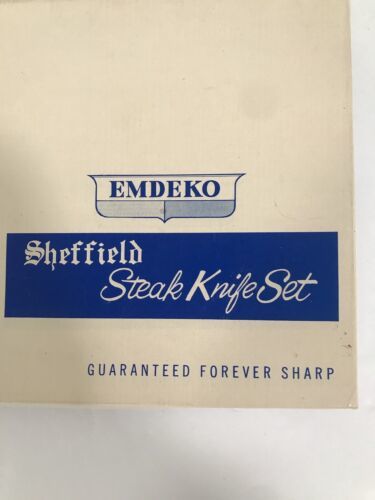 EMDEKO
Sheffield
Steak Knife Set
GUARANTEED FOREVER SHARP